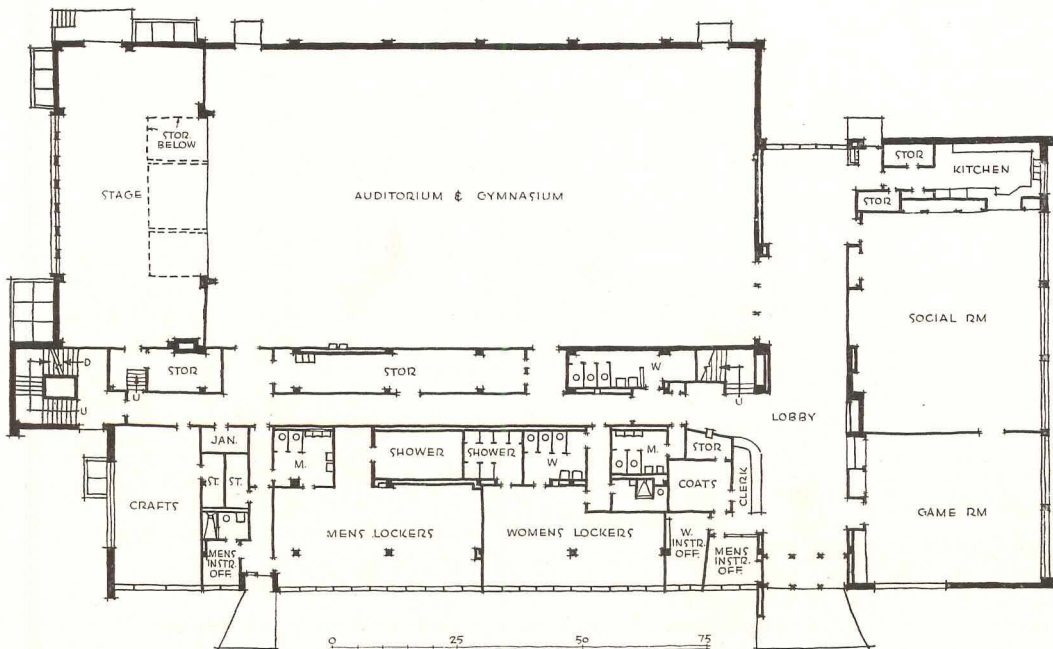 STOR.
BELOW
STAGE
AUDITORIUM & GYMNASIUM
STOR
KITCHEN
STOR
SOCIAL RM
D
U
U
STOR
STOR
W
U
LOBBY
JAN.
M.
SHOWER
SHOWER
W
M.
STOR
COATS
CLERK
ST.
ST.
CRAFTS
MENS LOCKERS
WOMENS LOCKERS
GAME RM
MENS
INSTR.
OFF.
W.
INSTR.
OFF.
MENS
INSTR.
OFF.
0 25 50 75